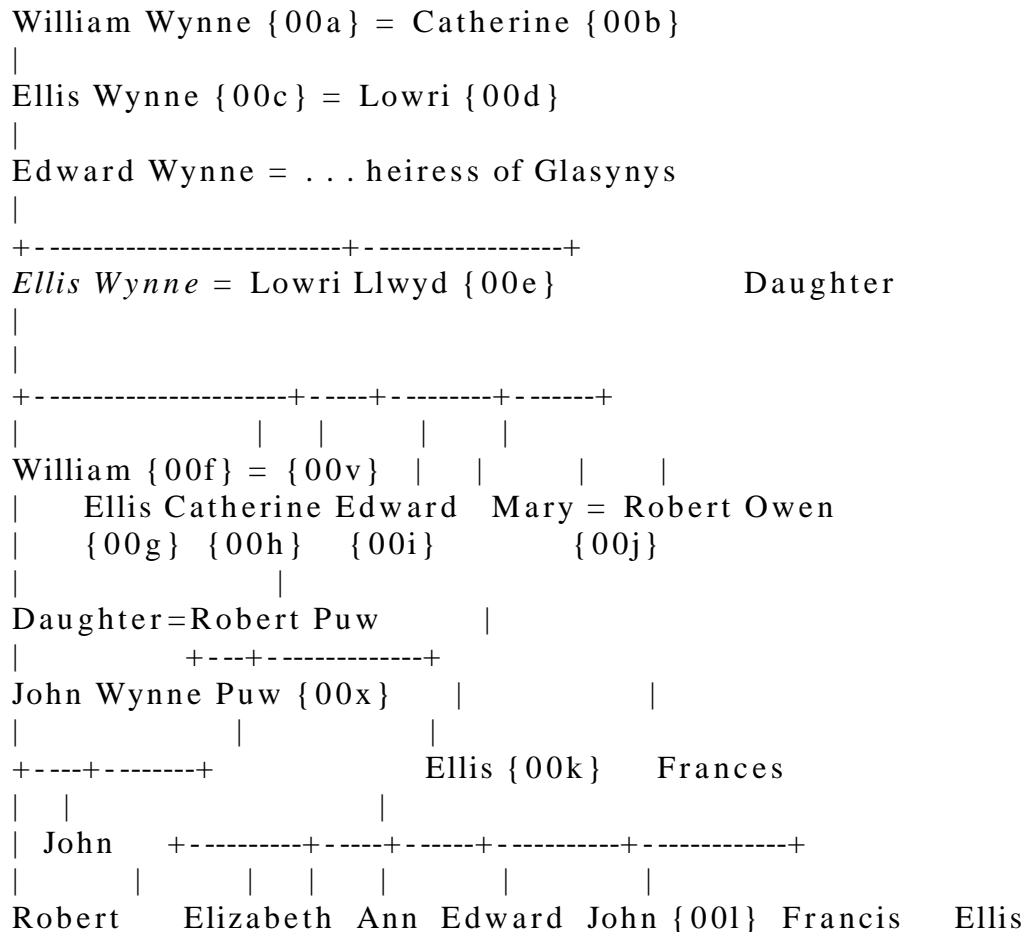 William Wynne {00a} = Catherine {00b}
|
Ellis Wynne {00c} = Lowri {00d}
|
Edward Wynne = ... heiress of Glasynys
|
+---------------------------+------------------+
Ellis Wynne = Lowri Llwyd {00e} Daughter
|
|
+-----------------------+-----+---------+-------+
| | | | |
William {00f} = {00v} | | | |
| Ellis Catherine Edward Mary = Robert Owen
| {00g} {00h} {00i} {00j}
| |
Daughter=Robert Puw |
| +---+--------------+
John Wynne Puw {00x} | |
| | |
+----+--------+ Ellis {00k} Frances
| | |
| John +----------+-----+------+----------+------------+
| | | | | | |
Robert Elizabeth Ann Edward John {00l} Francis Ellis